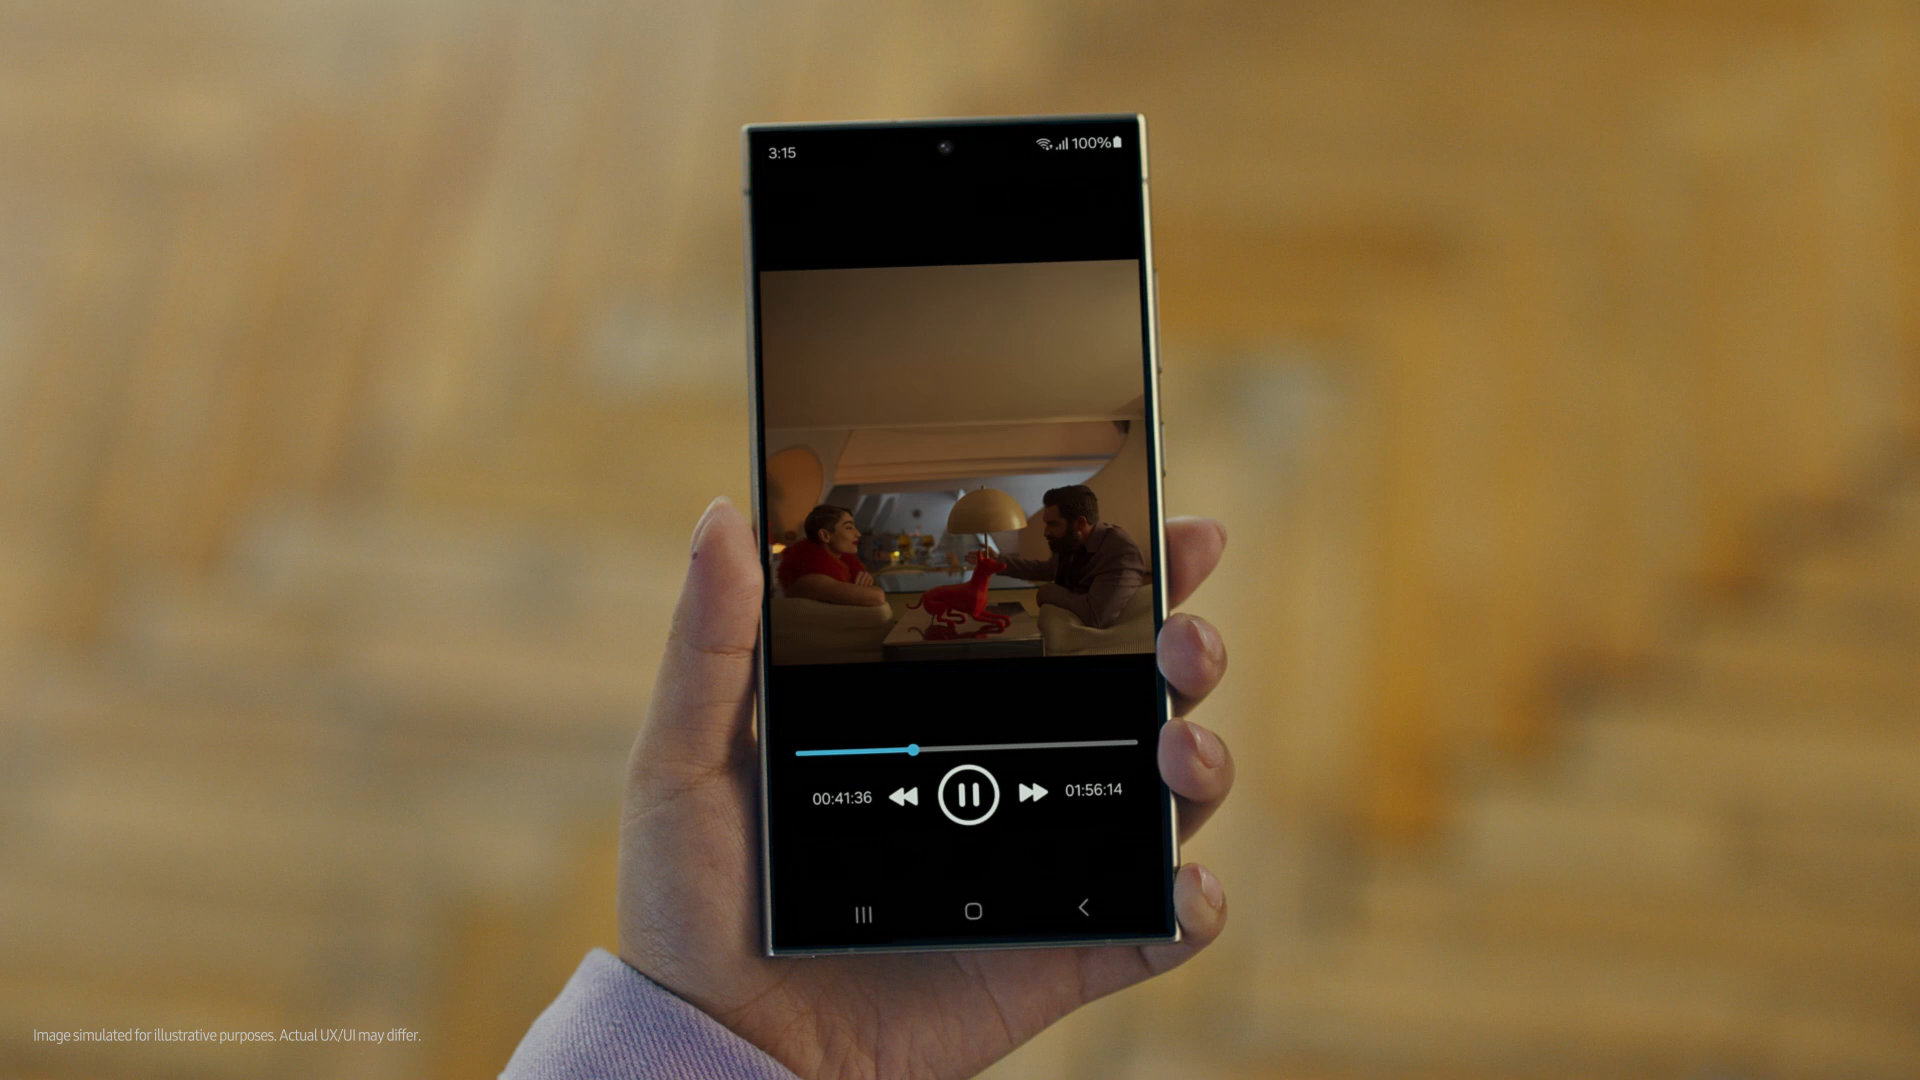 3:15
100%
00:41:36
01:56:14
Image simulated for illustrative purposes. Actual UX/UI may differ.